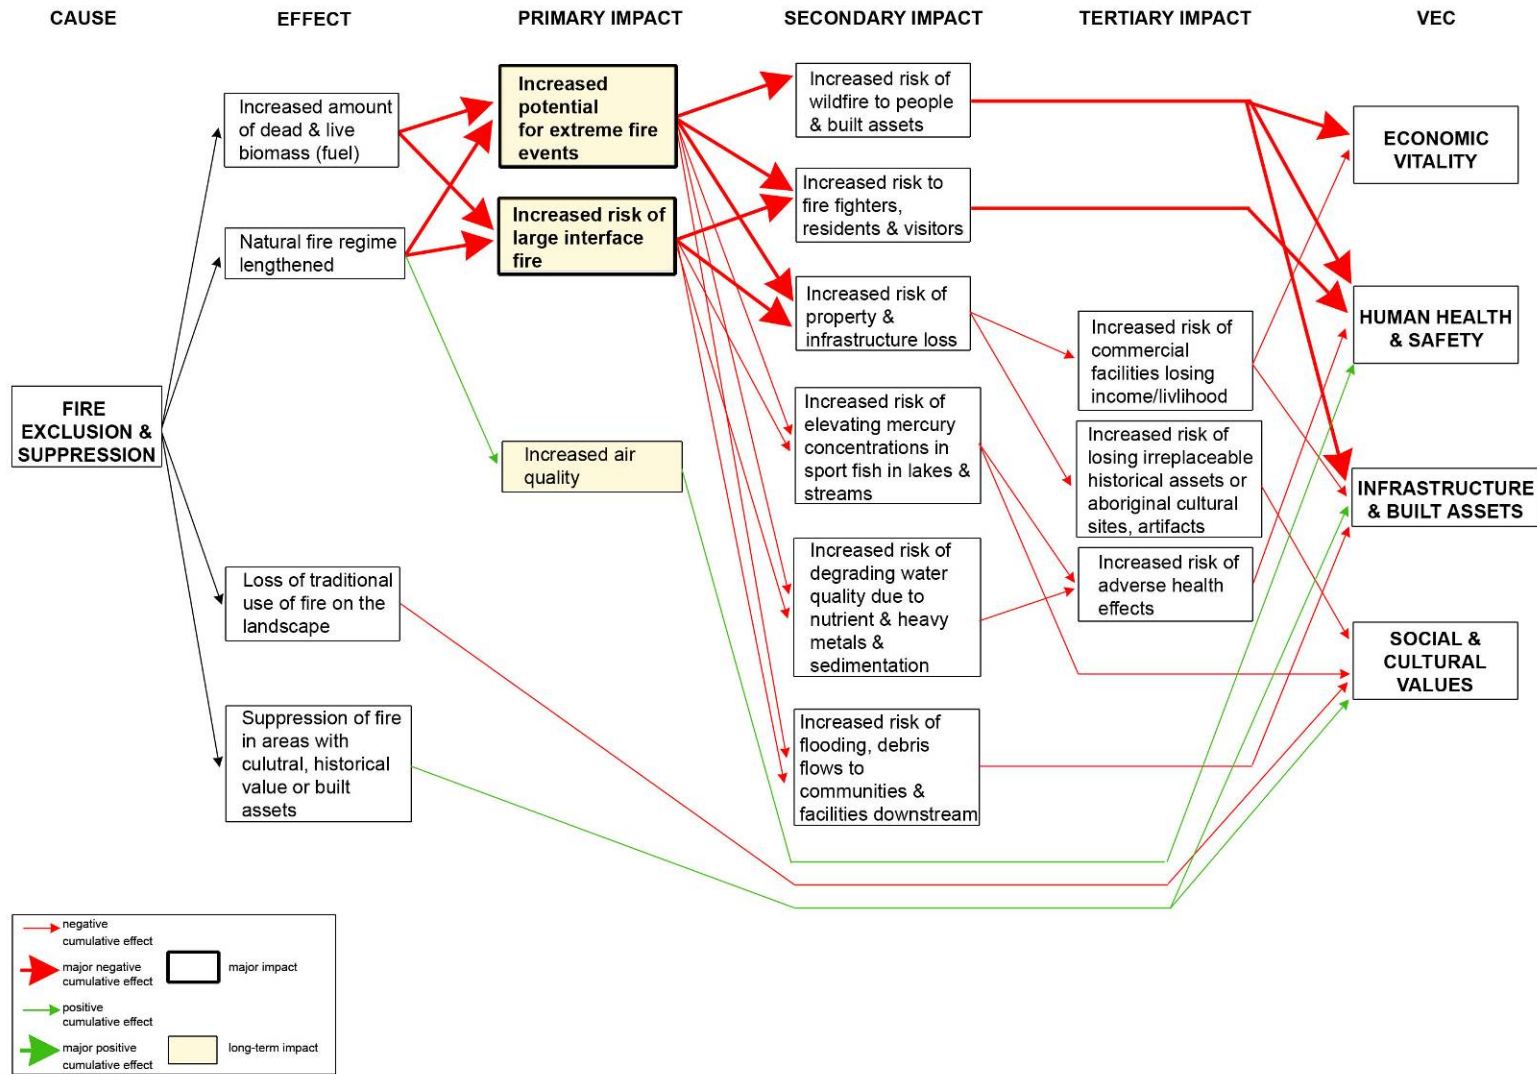 CAUSE
EFFECT
PRIMARY IMPACT
SECONDARY IMPACT
TERTIARY IMPACT
VEC
FIRE
EXCLUSION &
SUPPRESSION
Increased amount
of dead & live
biomass (fuel)
Natural fire regime
lengthened
Loss of traditional
use of fire on the
landscape
Suppression of fire
in areas with
culutral, historical
value or built
assets
Increased
potential
for extreme fire
events
Increased risk of
large interface
fire
Increased air
quality
Increased risk of
wildfire to people
& built assets
Increased risk to
fire fighters,
residents & visitors
Increased risk of
property &
infrastructure loss
Increased risk of
elevating mercury
concentrations in
sport fish in lakes &
streams
Increased risk of
degrading water
quality due to
nutrient & heavy
metals &
sedimentation
Increased risk of
flooding, debris
flows to
communities &
facilities downstream
Increased risk of
commercial
facilities losing
income/livlihood
Increased risk of
losing irreplaceable
historical assets or
aboriginal cultural
sites, artifacts
Increased risk of
adverse health
effects
ECONOMIC
VITALITY
HUMAN HEALTH
& SAFETY
INFRASTRUCTURE
& BUILT ASSETS
SOCIAL &
CULTURAL
VALUES
negative
cumulative effect
major negative
cumulative effect
positive
cumulative effect
major positive
cumulative effect
major impact
long-term impact